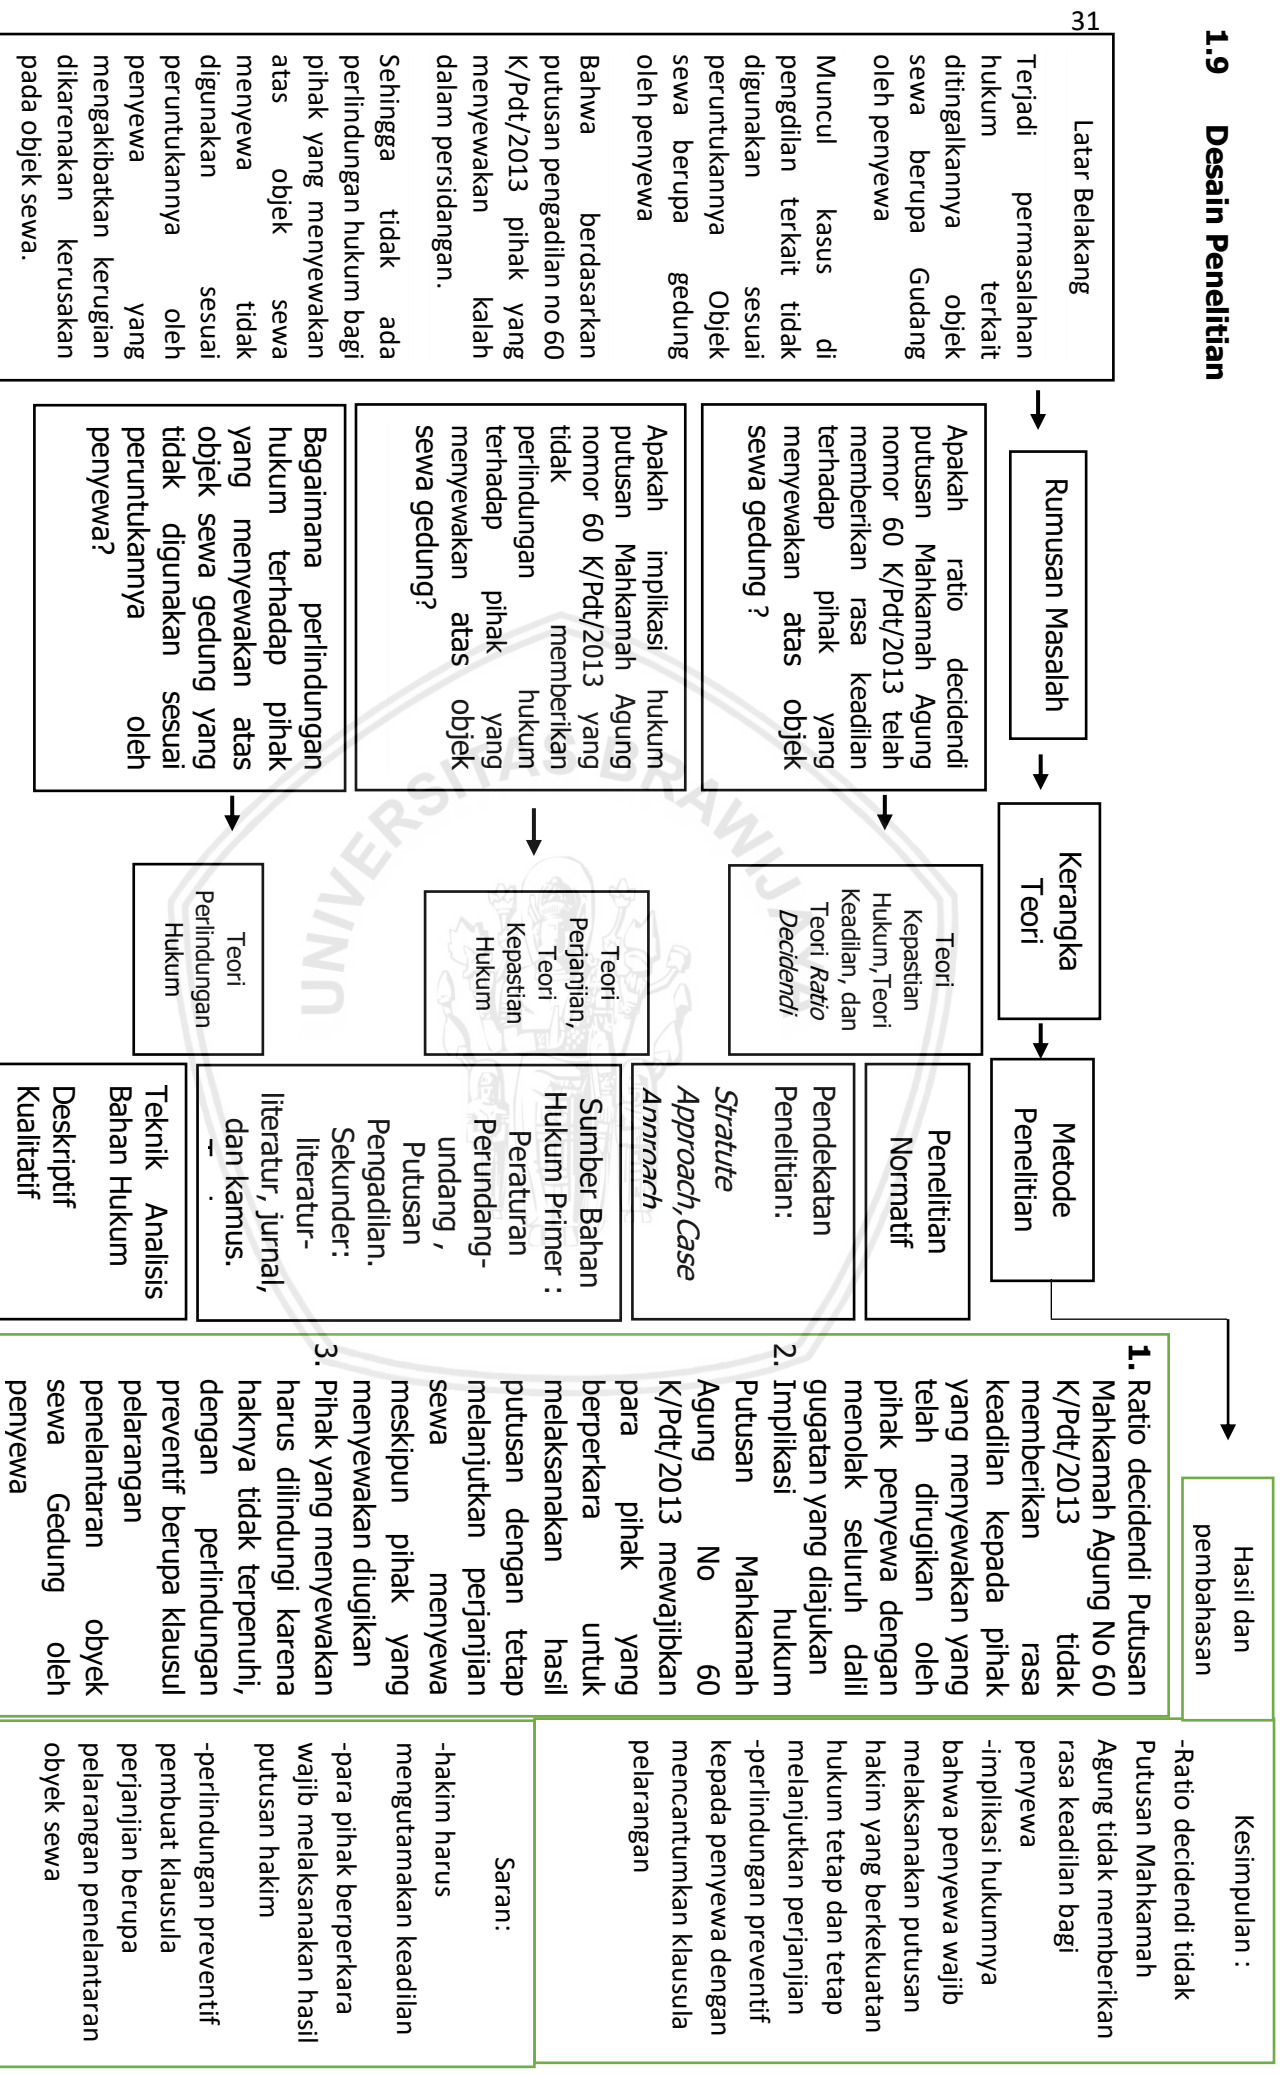 31
1.9 Desain Penelitian
Latar Belakang
Terjadi permasalahan
hukum terkait
ditingalkannya objek
sewa berupa Gudang
oleh penyewa
Muncul kasus di
pengdilan terkait tidak
digunakan sesuai
peruntukannya Objek
sewa berupa gedung
oleh penyewa
Bahwa berdasarkan
putusan pengadilan no 60
K/Pdt/2013 pihak yang
menyewakan kalah
dalam persidangan.
Sehingga tidak ada
perlindungan hukum bagi
pihak yang menyewakan
atas objek sewa
menyewa tidak
digunakan sesuai
peruntukannya oleh
penyewa yang
mengakibatkan kerugian
dikarenakan kerusakan
pada objek sewa.
Rumusan Masalah
Apakah ratio decidendi
putusan Mahkamah Agung
nomor 60 K/Pdt/2013 telah
memberikan rasa keadilan
terhadap pihak yang
menyewakan atas objek
sewa gedung ?
Apakah implikasi hukum
putusan Mahkamah Agung
nomor 60 K/Pdt/2013 yang
tidak memberikan
perlindungan hukum
terhadap pihak yang
menyewakan atas objek
sewa gedung?
Bagaimana perlindungan
hukum terhadap pihak
yang menyewakan atas
objek sewa gedung yang
tidak digunakan sesuai
peruntukannya oleh
penyewa?
Kerangka
Teori
Teori
Kepastian
Hukum,Teori
Keadilan, dan
Teori Ratio
Decidendi
Teori
Perjanjian,
Teori
Kepastian
Hukum
Teori
Perlindungan
Hukum
Metode
Penelitian
Penelitian
Normatif
Pendekatan
Penelitian:
Stratute
Approach,Case
Approach
Sumber Bahan
Hukum Primer :
Peraturan
Perundang-
undang ,
Putusan
Pengadilan.
Sekunder:
literatur-
literatur, jurnal,
dan kamus.
Teknik Analisis
Bahan Hukum
Deskriptif
Kualitatif
Hasil dan
pembahasan
1. Ratio decidendi Putusan
Mahkamah Agung No 60
K/Pdt/2013 tidak
memberikan rasa
keadilan kepada pihak
yang menyewakan yang
telah dirugikan oleh
pihak penyewa dengan
menolak seluruh dalil
gugatan yang diajukan
2. Implikasi hukum
Putusan Mahkamah
Agung No 60
K/Pdt/2013 mewajibkan
para pihak yang
berperkara untuk
melaksanakan hasil
putusan dengan tetap
melanjutkan perjanjian
sewa menyewa
meskipun pihak yang
menyewakan diugikan
3. Pihak yang menyewakan
harus dilindungi karena
haknya tidak terpenuhi,
dengan perlindungan
preventif berupa klausul
pelarangan
penelantaran obyek
sewa Gedung oleh
penyewa
Kesimpulan :
-Ratio decidendi tidak
Putusan Mahkamah
Agung tidak memberikan
rasa keadilan bagi
penyewa
-implikasi hukumnya
bahwa penyewa wajib
melaksanakan putusan
hakim yang berkekuatan
hukum tetap dan tetap
melanjutkan perjanjian
-perlindungan preventif
kepada penyewa dengan
mencantumkan klausula
pelarangan
Saran:
-hakim harus
mengutamakan keadilan
-para pihak berperkara
wajib melaksanakan hasil
putusan hakim
-perlindungan preventif
pembuat klausula
perjanjian berupa
pelarangan penelantaran
obyek sewa
UNIVERSITAS BRAWIJAYA